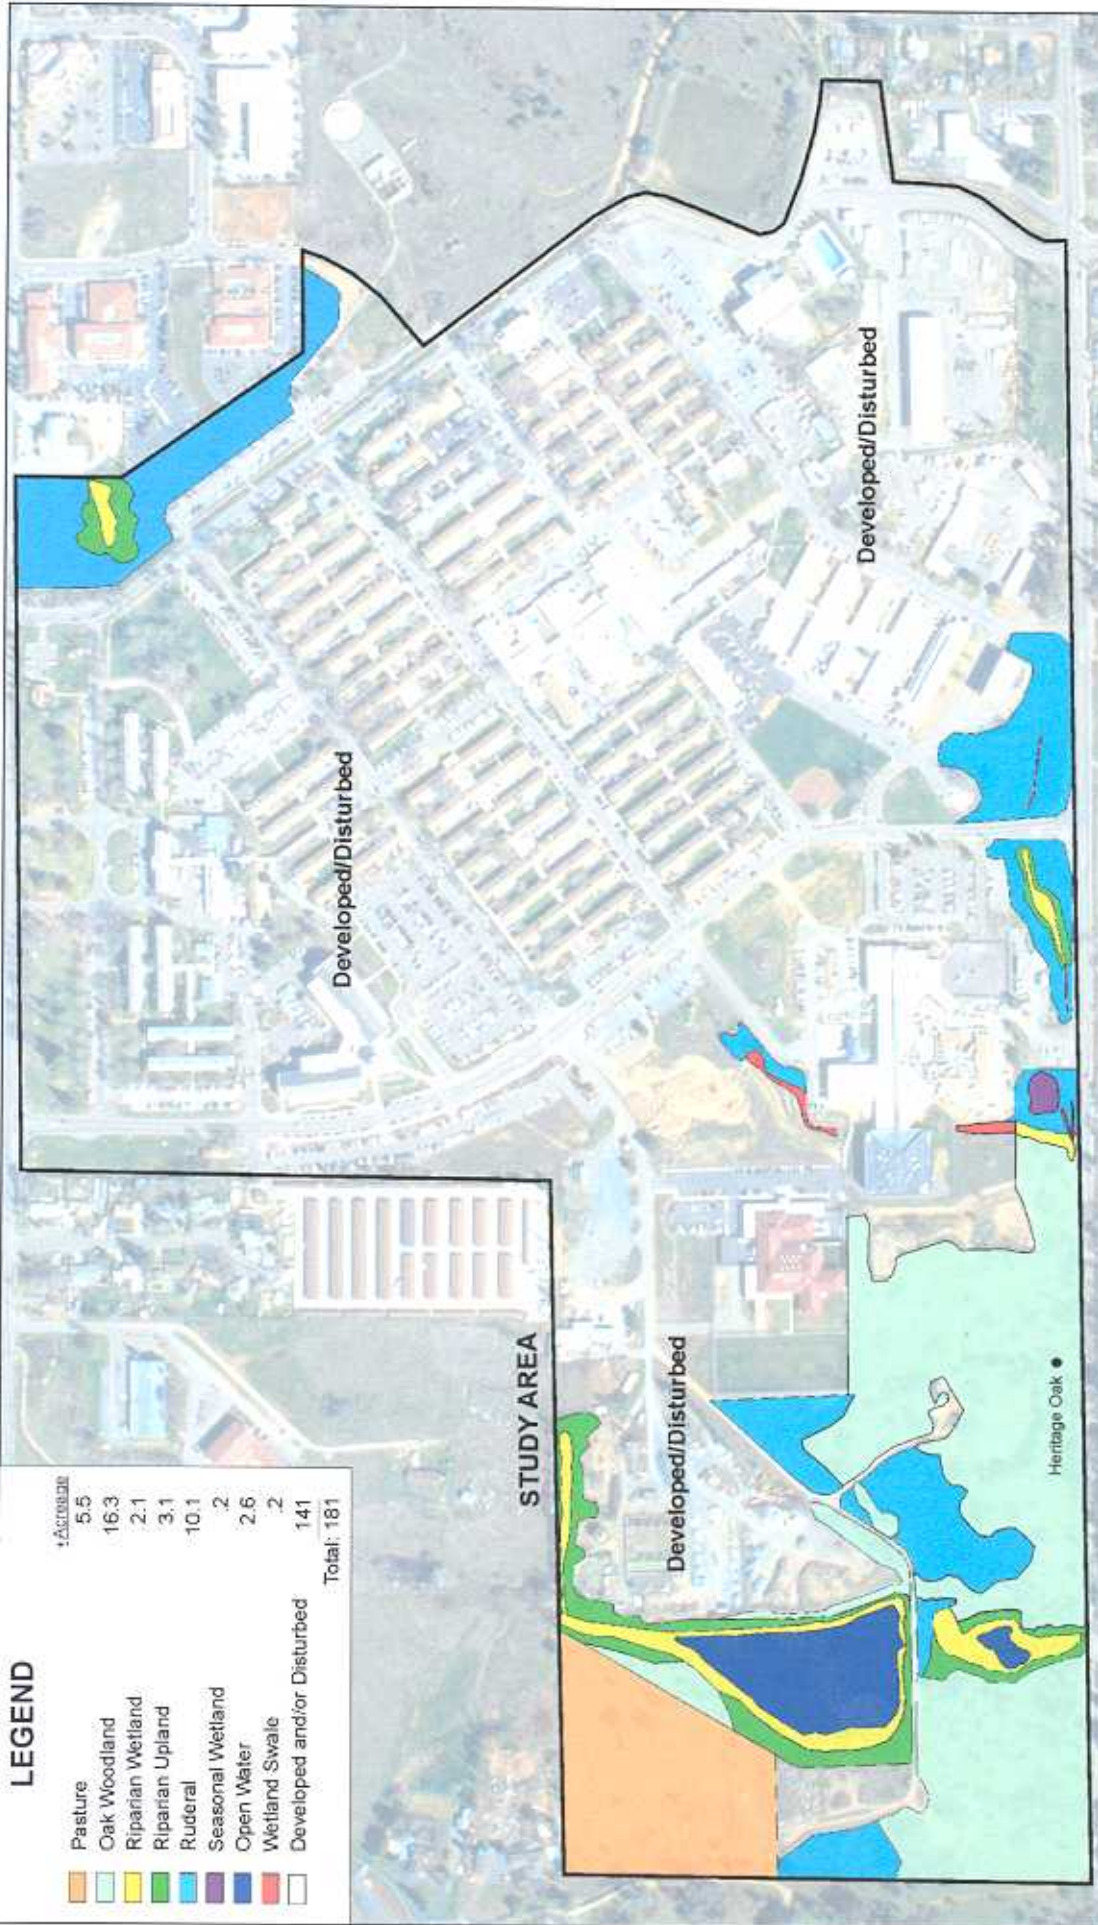 LEGEND
±Acreage
Pasture 5.5
Oak Woodland 16.3
Riparian Wetland 2.1
Riparian Upland 3.1
Ruderal 10.1
Seasonal Wetland .2
Open Water 2.6
Wetland Swale .2
Developed and/or Disturbed 141
Total: 181
STUDY AREA
Developed/Disturbed
Developed/Disturbed
Developed/Disturbed
Heritage Oak